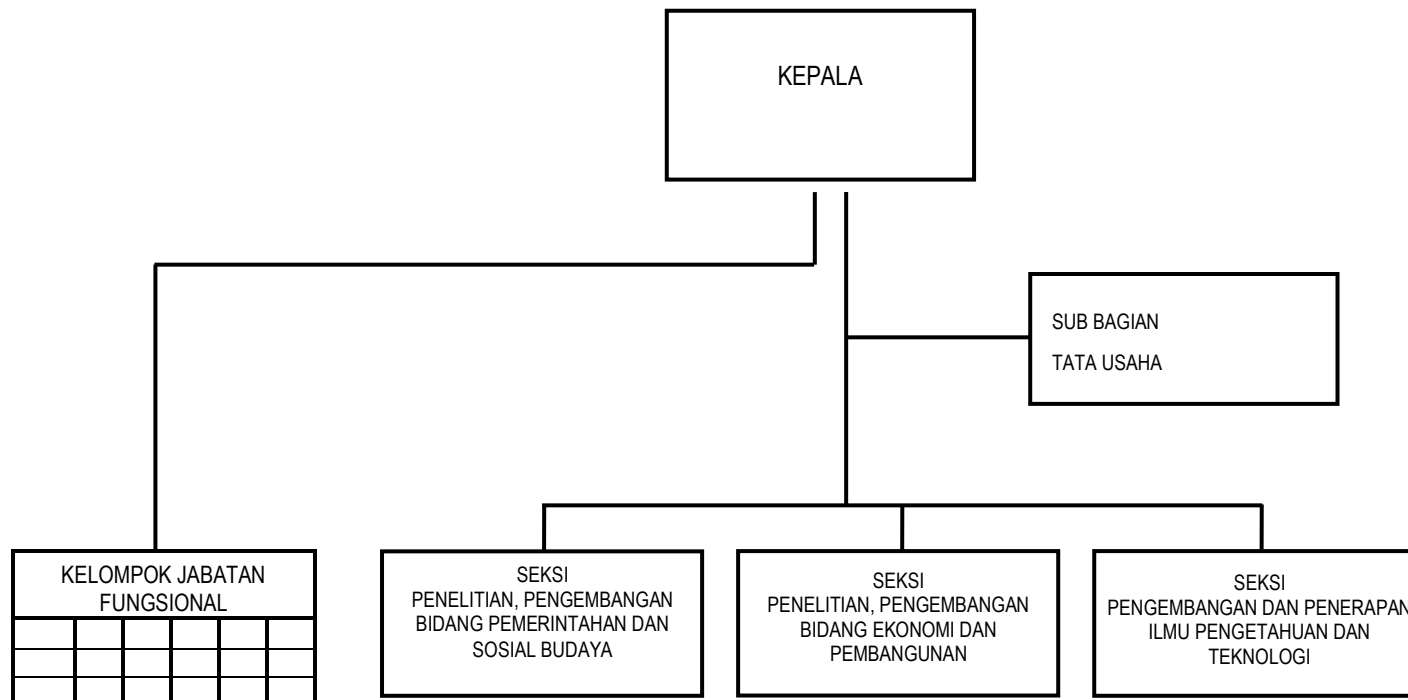 KEPALA
SUB BAGIAN
TATA USAHA
KELOMPOK JABATAN
FUNGSIONAL
SEKSI
PENELITIAN, PENGEMBANGAN
BIDANG PEMERINTAHAN DAN
SOSIAL BUDAYA
SEKSI
PENELITIAN, PENGEMBANGAN
BIDANG EKONOMI DAN
PEMBANGUNAN
SEKSI
PENGEMBANGAN DAN PENERAPAN
ILMU PENGETAHUAN DAN
TEKNOLOGI